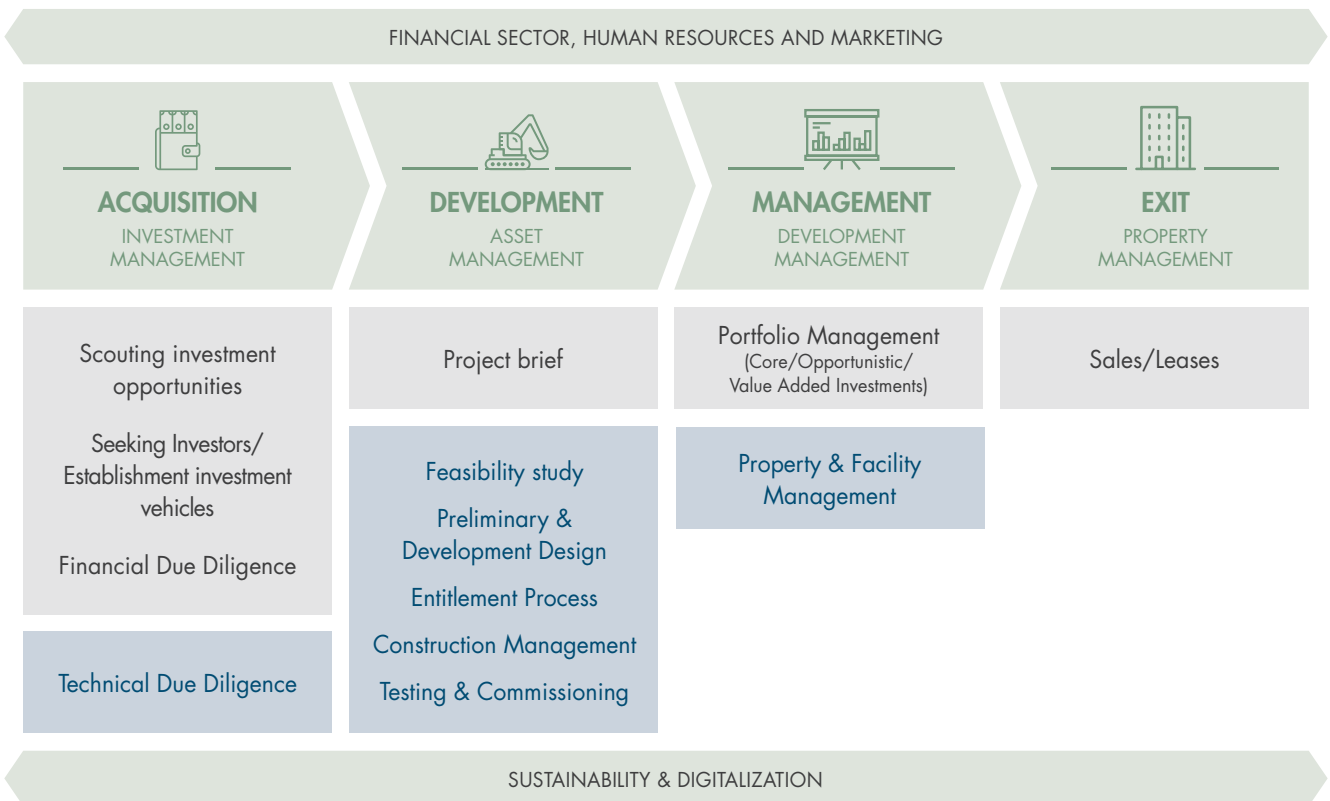 FINANCIAL SECTOR, HUMAN RESOURCES AND MARKETING
ACQUISITION
INVESTMENT
MANAGEMENT
DEVELOPMENT
ASSET
MANAGEMENT
MANAGEMENT
DEVELOPMENT
MANAGEMENT
EXIT
PROPERTY
MANAGEMENT
Scouting investment
opportunities
Seeking Investors/
Establishment investment
vehicles
Financial Due Diligence
Technical Due Diligence
Project brief
Feasibility study
Preliminary &
Development Design
Entitlement Process
Construction Management
Testing & Commissioning
Portfolio Management
(Core/Opportunistic/
Value Added Investments)
Property & Facility
Management
Sales/Leases
SUSTAINABILITY & DIGITALIZATION